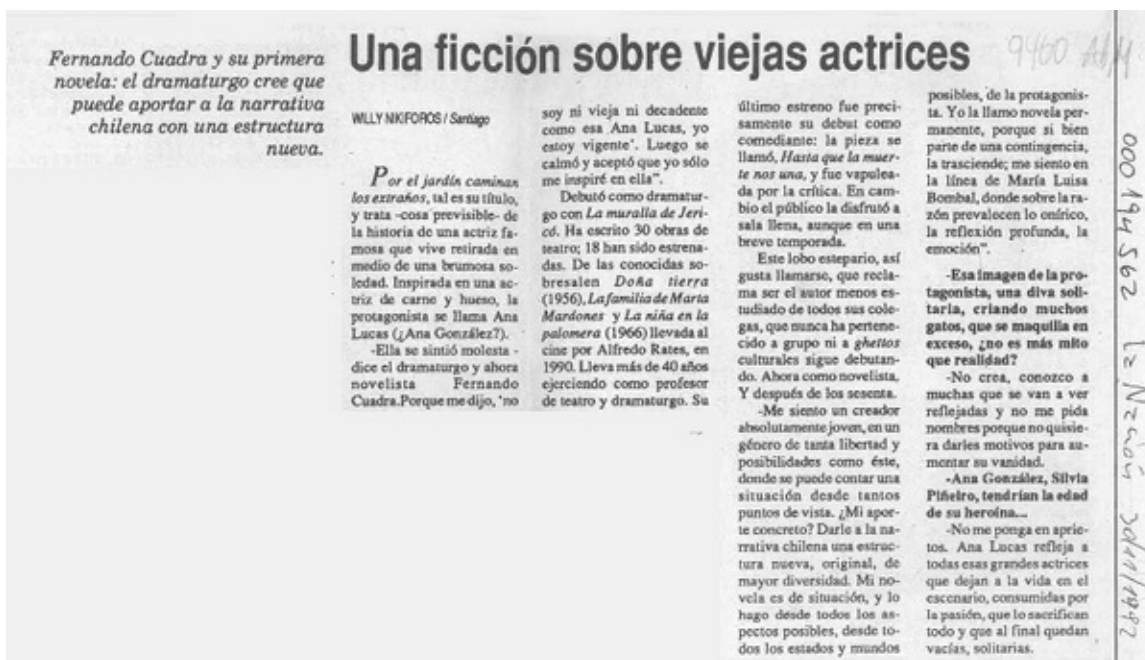 Fernando Cuadra y su primera
novela: el dramaturgo cree que
puede aportar a la narrativa
chilena con una estructura
nueva.
Una ficción sobre viejas actrices
WILLY NIKIFOROS / Santiago
Por el jardín caminan
los extraños, tal es su título,
y trata -cosa previsible- de
la historia de una actriz fa-
mosa que vive retirada en
medio de una brumosa so-
ledad. Inspirada en una ac-
triz de carne y hueso, la
protagonista se llama Ana
Lucas (¿Ana González?).
-Ella se sintió molesta -
dice el dramaturgo y ahora
novelista Fernando
Cuadra.Porque me dijo, 'no
soy ni vieja ni decadente
como esa Ana Lucas, yo
estoy vigente'. Luego se
calmó y aceptó que yo sólo
me inspiré en ella".
Debutó como dramatur-
go con La muralla de Jeri-
có. Ha escrito 30 obras de
teatro; 18 han sido estrena-
das. De las conocidas so-
bresalen Doña tierra
(1956), La familia de Marta
Mardones y La niña en la
palomera (1966) llevada al
cine por Alfredo Rates, en
1990. Lleva más de 40 años
ejerciendo como profesor
de teatro y dramaturgo. Su
último estreno fue preci-
samente su debut como
comediante: la pieza se
llamó, Hasta que la muer-
te nos una, y fue vapulea-
da por la crítica. En cam-
bio el público la disfrutó a
sala llena, aunque en una
breve temporada.
Este lobo estepario, así
gusta llamarse, que recla-
ma ser el autor menos es-
tudiado de todos sus cole-
gas, que nunca ha pertene-
cido a grupo ni a ghettos
culturales sigue debutan-
do. Ahora como novelista.
Y después de los sesenta.
-Me siento un creador
absolutamente joven, en un
género de tanta libertad y
posibilidades como éste,
donde se puede contar una
situación desde tantos
puntos de vista. ¿Mi apor-
te concreto? Darle a la na-
rrativa chilena una estruc-
tura nueva, original, de
mayor diversidad. Mi no-
vela es de situación, y lo
hago desde todos los as-
pectos posibles, desde to-
dos los estados y mundos
posibles, de la protagonis-
ta. Yo la llamo novela per-
manente, porque si bien
parte de una contingencia,
la trasciende; me siento en
la línea de María Luisa
Bombal, donde sobre la ra-
zón prevalecen lo onírico,
la reflexión profunda, la
emoción".
-Esa imagen de la pro-
tagonista, una diva soli-
taria, criando muchos
gatos, que se maquilla en
exceso, ¿no es más mito
que realidad?
-No crea, conozco a
muchas que se van a ver
reflejadas y no me pida
nombres porque no quisie-
ra darles motivos para au-
mentar su vanidad.
-Ana González, Silvia
Piñeiro, tendrían la edad
de su heroína...
-No me ponga en aprie-
tos. Ana Lucas refleja a
todas esas grandes actrices
que dejan a la vida en el
escenario, consumidas por
la pasión, que lo sacrifican
todo y que al final quedan
vacías, solitarias.
9460
000194562 La Nación